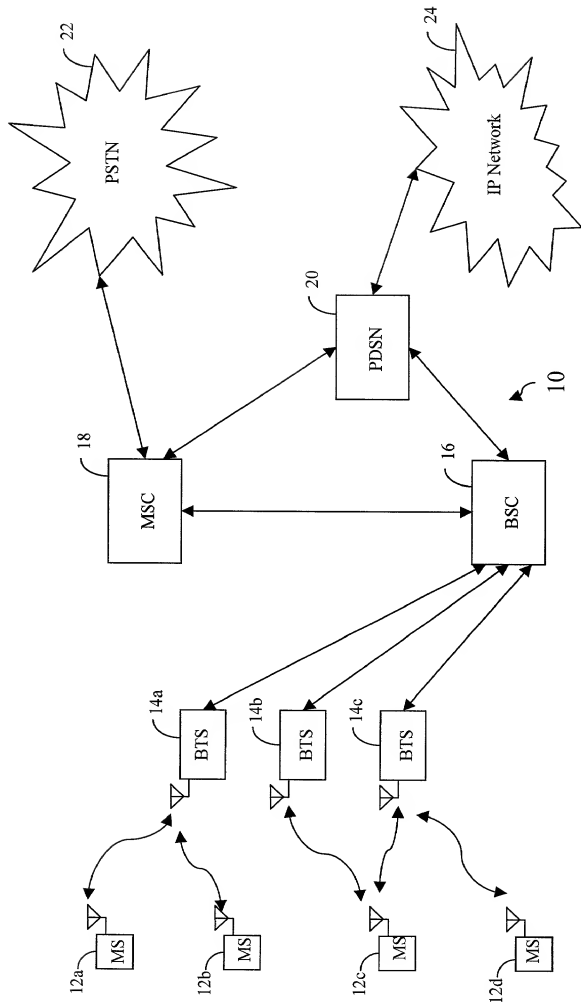 22
PSTN
24
IP Network
20
PDSN
10
18
MSC
16
BSC
14a
BTS
14b
BTS
14c
BTS
12a
MS
12b
MS
12c
MS
12d
MS